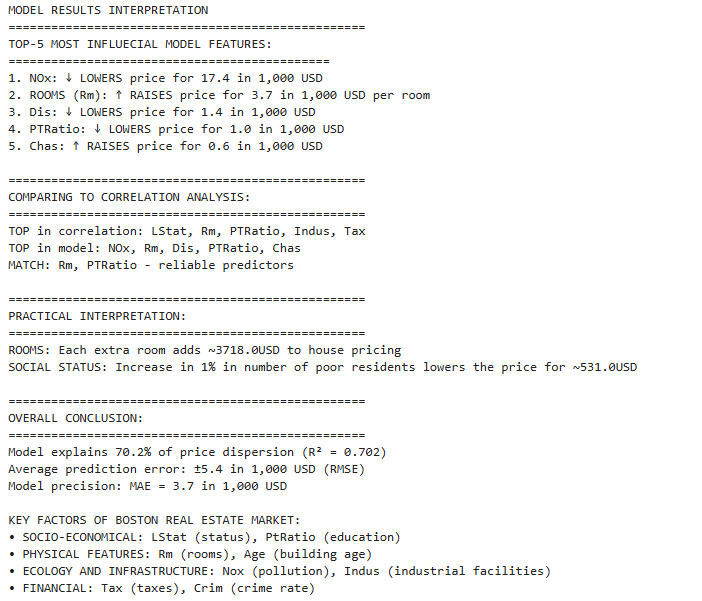 MODEL RESULTS INTERPRETATION
==================================================
TOP-5 MOST INFLUECIAL MODEL FEATURES:
=============================================
1. NOx: ↓ LOWERS price for 17.4 in 1,000 USD
2. ROOMS (Rm): ↑ RAISES price for 3.7 in 1,000 USD per room
3. Dis: ↓ LOWERS price for 1.4 in 1,000 USD
4. PTRatio: ↓ LOWERS price for 1.0 in 1,000 USD
5. Chas: ↑ RAISES price for 0.6 in 1,000 USD
==================================================
COMPARING TO CORRELATION ANALYSIS:
==================================================
TOP in correlation: LStat, Rm, PTRatio, Indus, Tax
TOP in model: NOx, Rm, Dis, PTRatio, Chas
MATCH: Rm, PTRatio - reliable predictors
==================================================
PRACTICAL INTERPRETATION:
==================================================
ROOMS: Each extra room adds ~3718.0USD to house pricing
SOCIAL STATUS: Increase in 1% in number of poor residents lowers the price for ~531.0USD
==================================================
OVERALL CONCLUSION:
==================================================
Model explains 70.2% of price dispersion (R² = 0.702)
Average prediction error: ±5.4 in 1,000 USD (RMSE)
Model precision: MAE = 3.7 in 1,000 USD
KEY FACTORS OF BOSTON REAL ESTATE MARKET:
• SOCIO-ECONOMICAL: LStat (status), PtRatio (education)
• PHYSICAL FEATURES: Rm (rooms), Age (building age)
• ECOLOGY AND INFRASTRUCTURE: Nox (pollution), Indus (industrial facilities)
• FINANCIAL: Tax (taxes), Crim (crime rate)